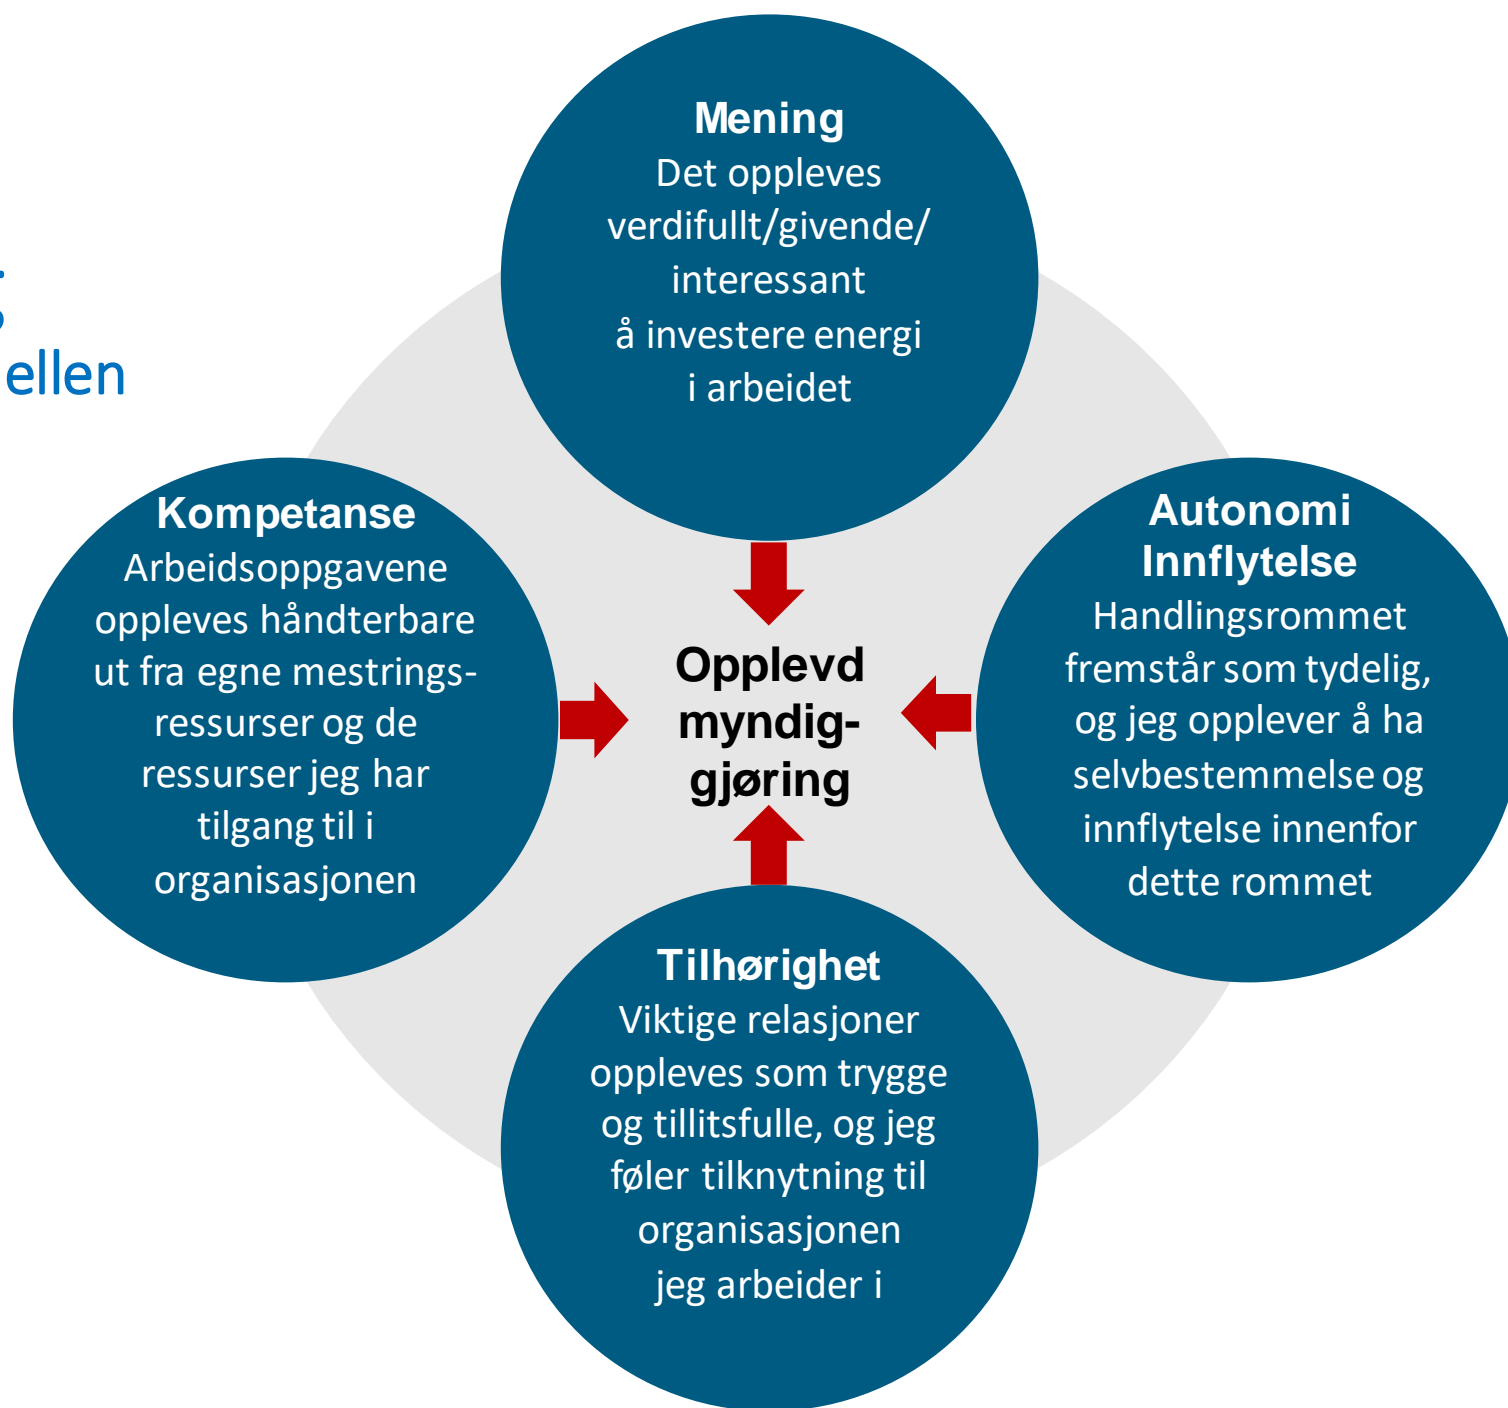 ellen
Mening
Det oppleves
verdifullt/givende/
interessant
å investere energi
i arbeidet
Kompetanse
Arbeidsoppgavene
oppleves håndterbare
ut fra egne mestrings-
ressurser og de
ressurser jeg har
tilgang til i
organisasjonen
Opplevd
myndig-
gjøring
Autonomi
Innflytelse
Handlingsrommet
fremstår som tydelig,
og jeg opplever å ha
selvbestemmelse og
innflytelse innenfor
dette rommet
Tilhørighet
Viktige relasjoner
oppleves som trygge
og tillitsfulle, og jeg
føler tilknytning til
organisasjonen
jeg arbeider i